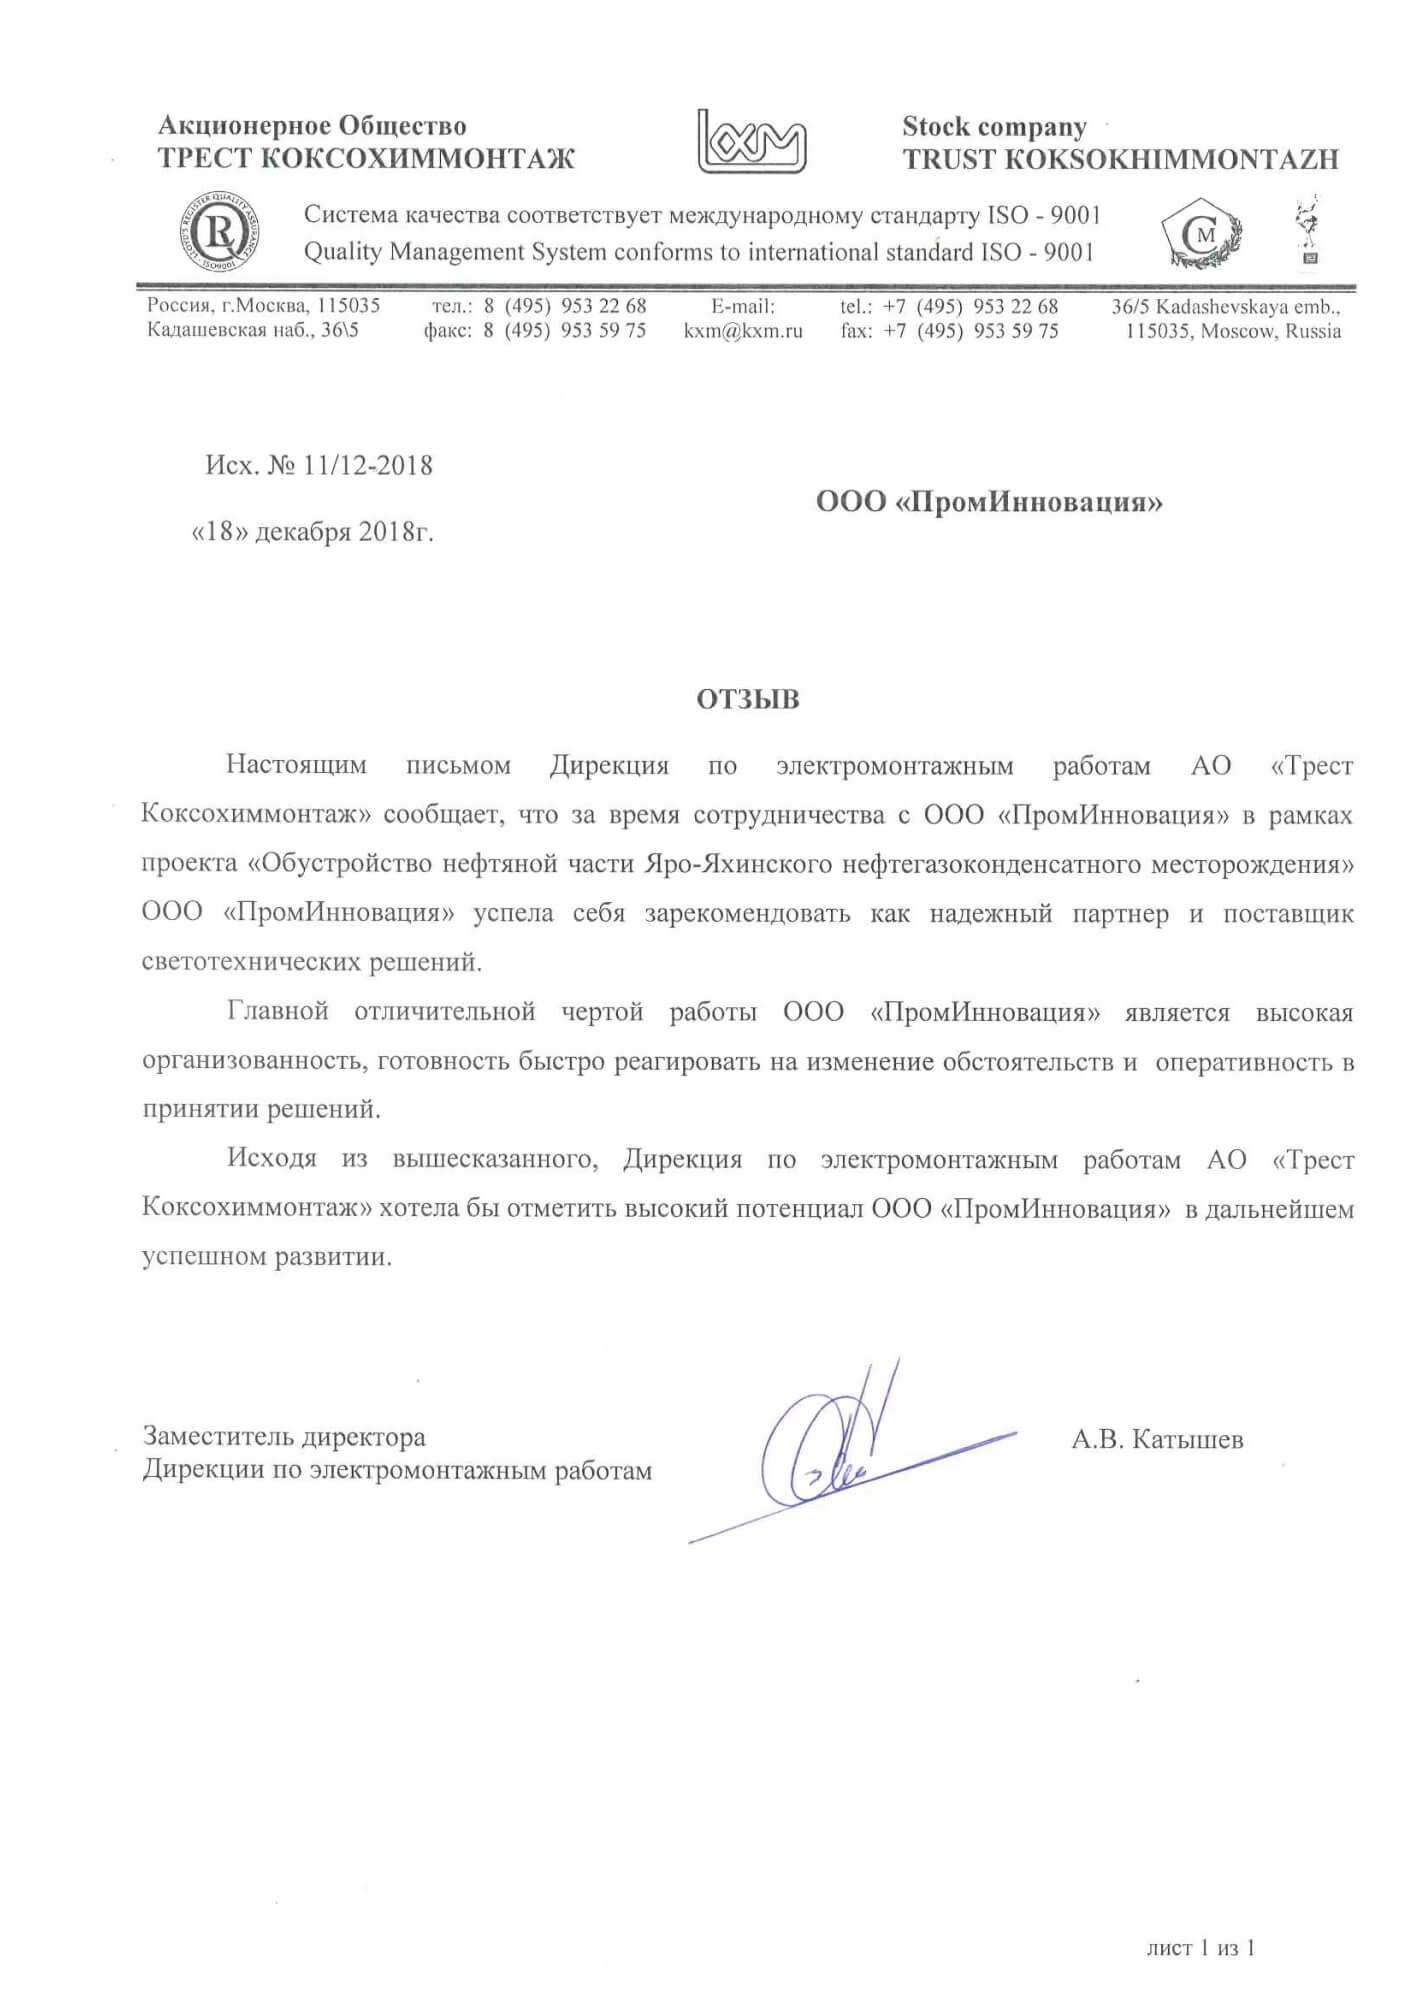 Акционерное Общество
ТРЕСТ КОКСОХИММОНТАЖ
кхм
Stock company
TRUST KOKSOKHIMMONTAZH
LLOYD'S REGISTER QUALITY ASSURANCE
ISO9001
Система качества соответствует международному стандарту ISO - 9001
Quality Management System conforms to international standard ISO - 9001
СМ
Россия, г.Москва, 115035 тел.: 8 (495) 953 22 68 E-mail: tel.: +7 (495) 953 22 68 36/5 Kadashevskaya emb.,
Кадашевская наб., 36\5 факс: 8 (495) 953 59 75 kxm@kxm.ru fax: +7 (495) 953 59 75 115035, Moscow, Russia
Исх. № 11/12-2018
ООО «ПромИнновация»
«18» декабря 2018г.
ОТЗЫВ
Настоящим письмом Дирекция по электромонтажным работам АО «Трест
Коксохиммонтаж» сообщает, что за время сотрудничества с ООО «ПромИнновация» в рамках
проекта «Обустройство нефтяной части Яро-Яхинского нефтегазоконденсатного месторождения»
ООО «ПромИнновация» успела себя зарекомендовать как надежный партнер и поставщик
светотехнических решений.
Главной отличительной чертой работы ООО «ПромИнновация» является высокая
организованность, готовность быстро реагировать на изменение обстоятельств и оперативность в
принятии решений.
Исходя из вышесказанного, Дирекция по электромонтажным работам АО «Трест
Коксохиммонтаж» хотела бы отметить высокий потенциал ООО «ПромИнновация» в дальнейшем
успешном развитии.
Заместитель директора
Дирекции по электромонтажным работам
А.В. Катышев
лист 1 из 1